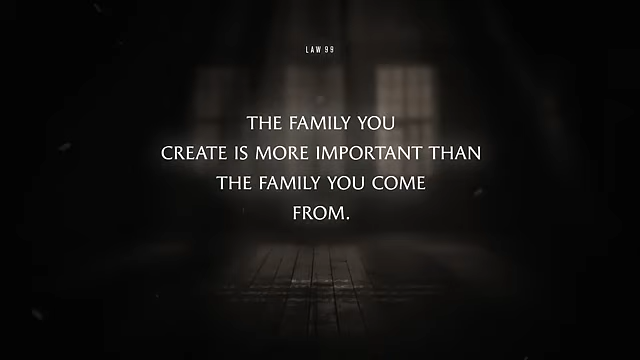 LAW 99
THE FAMILY YOU
CREATE IS MORE IMPORTANT THAN
THE FAMILY YOU COME
FROM.